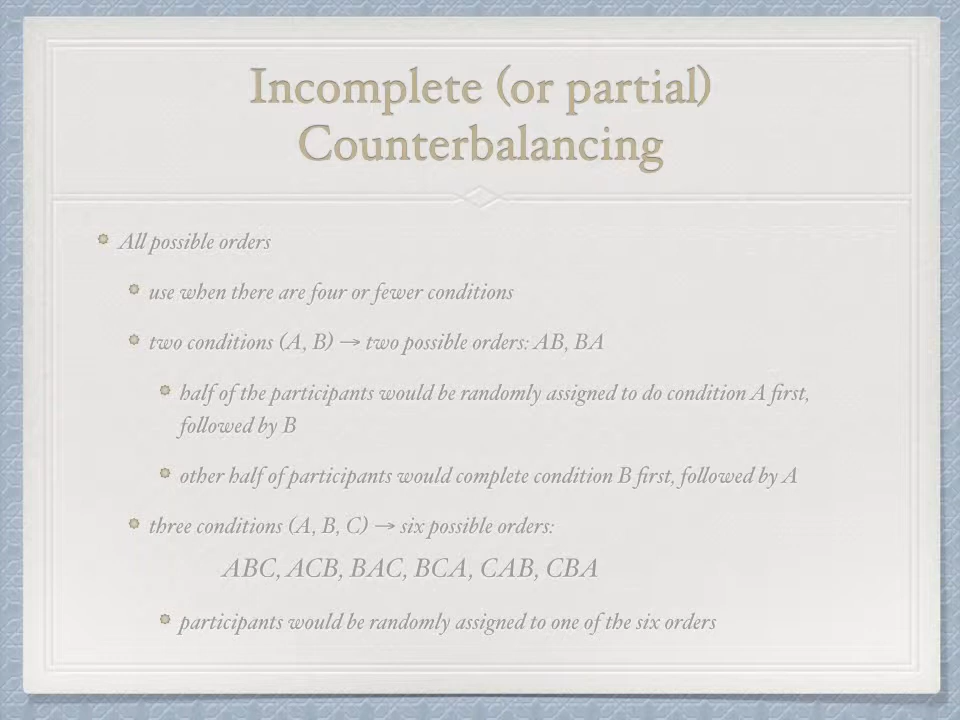 Incomplete (or partial)
Counterbalancing
All possible orders
use when there are four or fewer conditions
two conditions (A, B) → two possible orders: AB, BA
half of the participants would be randomly assigned to do condition A first,
followed by B
other half of participants would complete condition B first, followed by A
three conditions (A, B, C) → six possible orders:
ABC, ACB, BAC, BCA, CAB, CBA
participants would be randomly assigned to one of the six orders